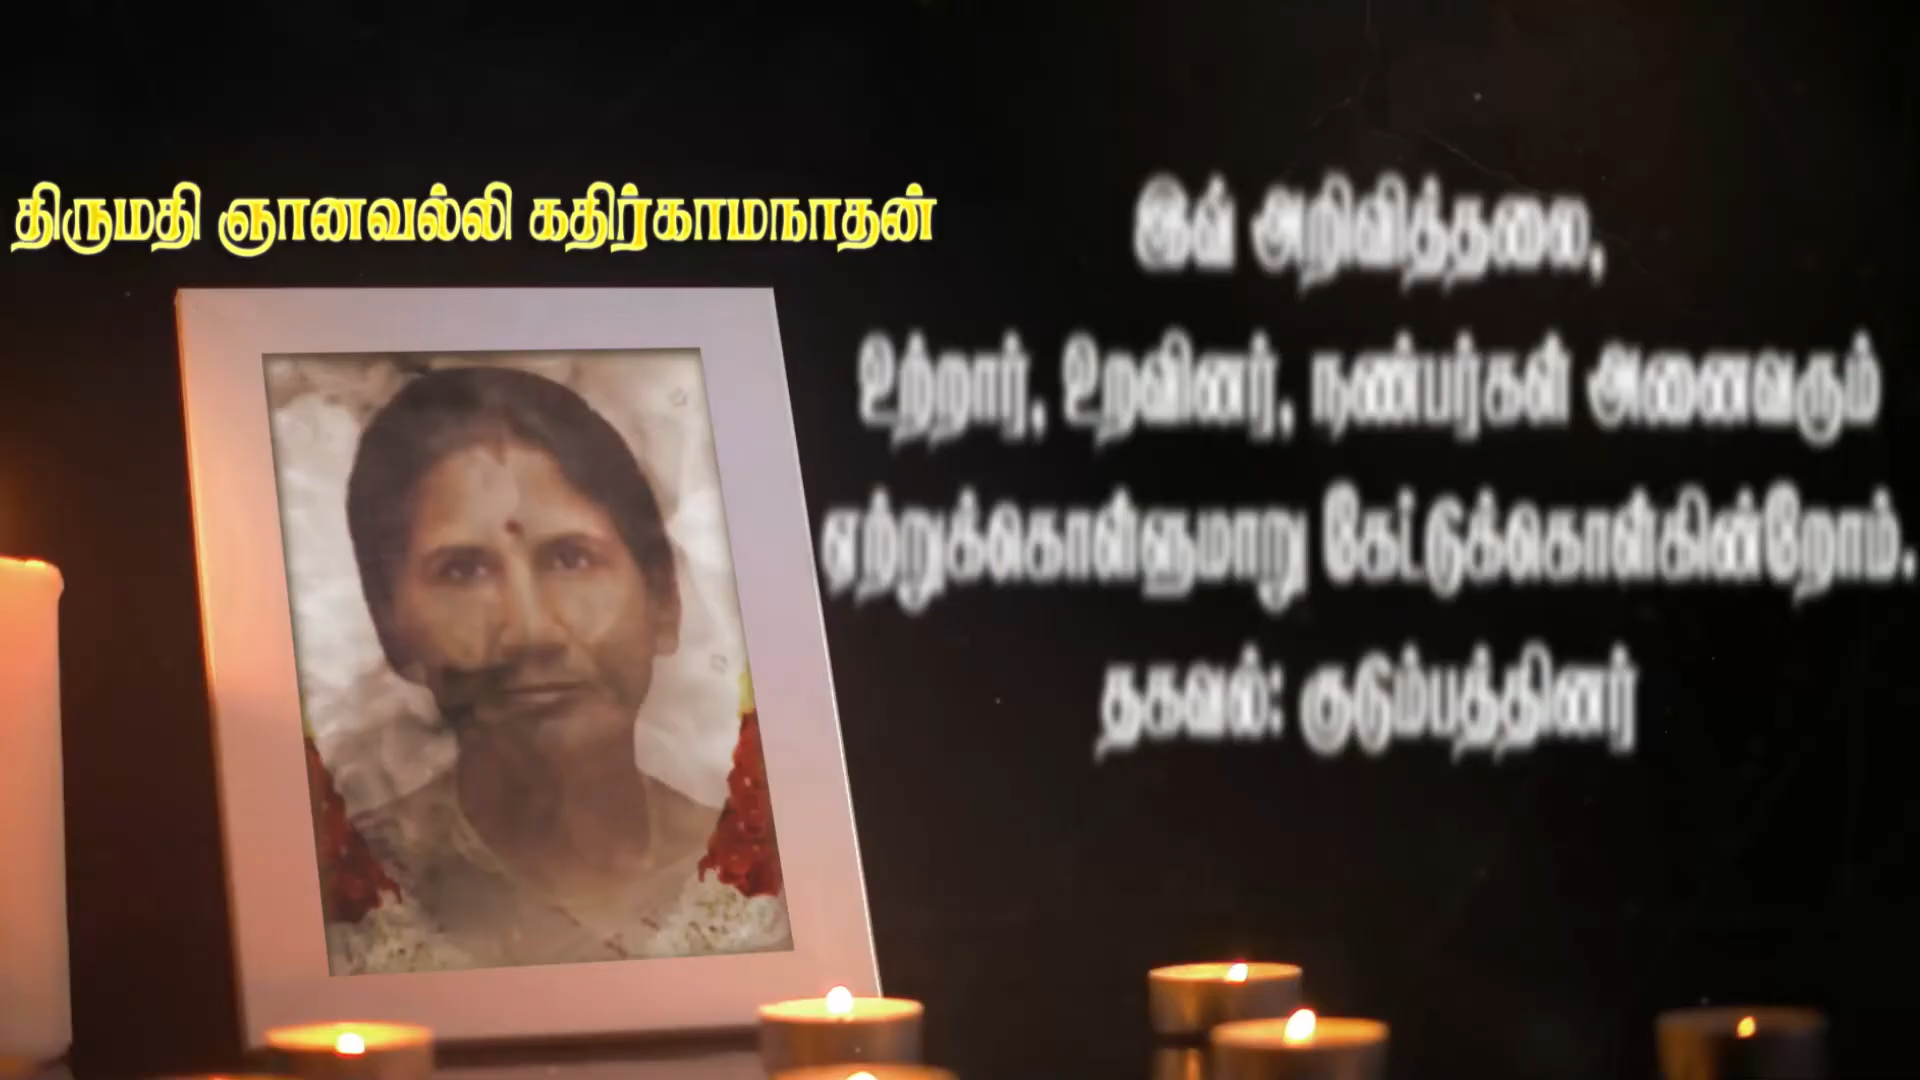 திருமதி ஞானவல்லி கதிர்காமநாதன்
இவ் அறிவித்தலை,
உற்றார், உறவினர், நண்பர்கள் அனைவரும்
ஏற்றுக்கொள்ளுமாறு கேட்டுக்கொள்கின்றோம்.
தகவல்: குடும்பத்தினர்